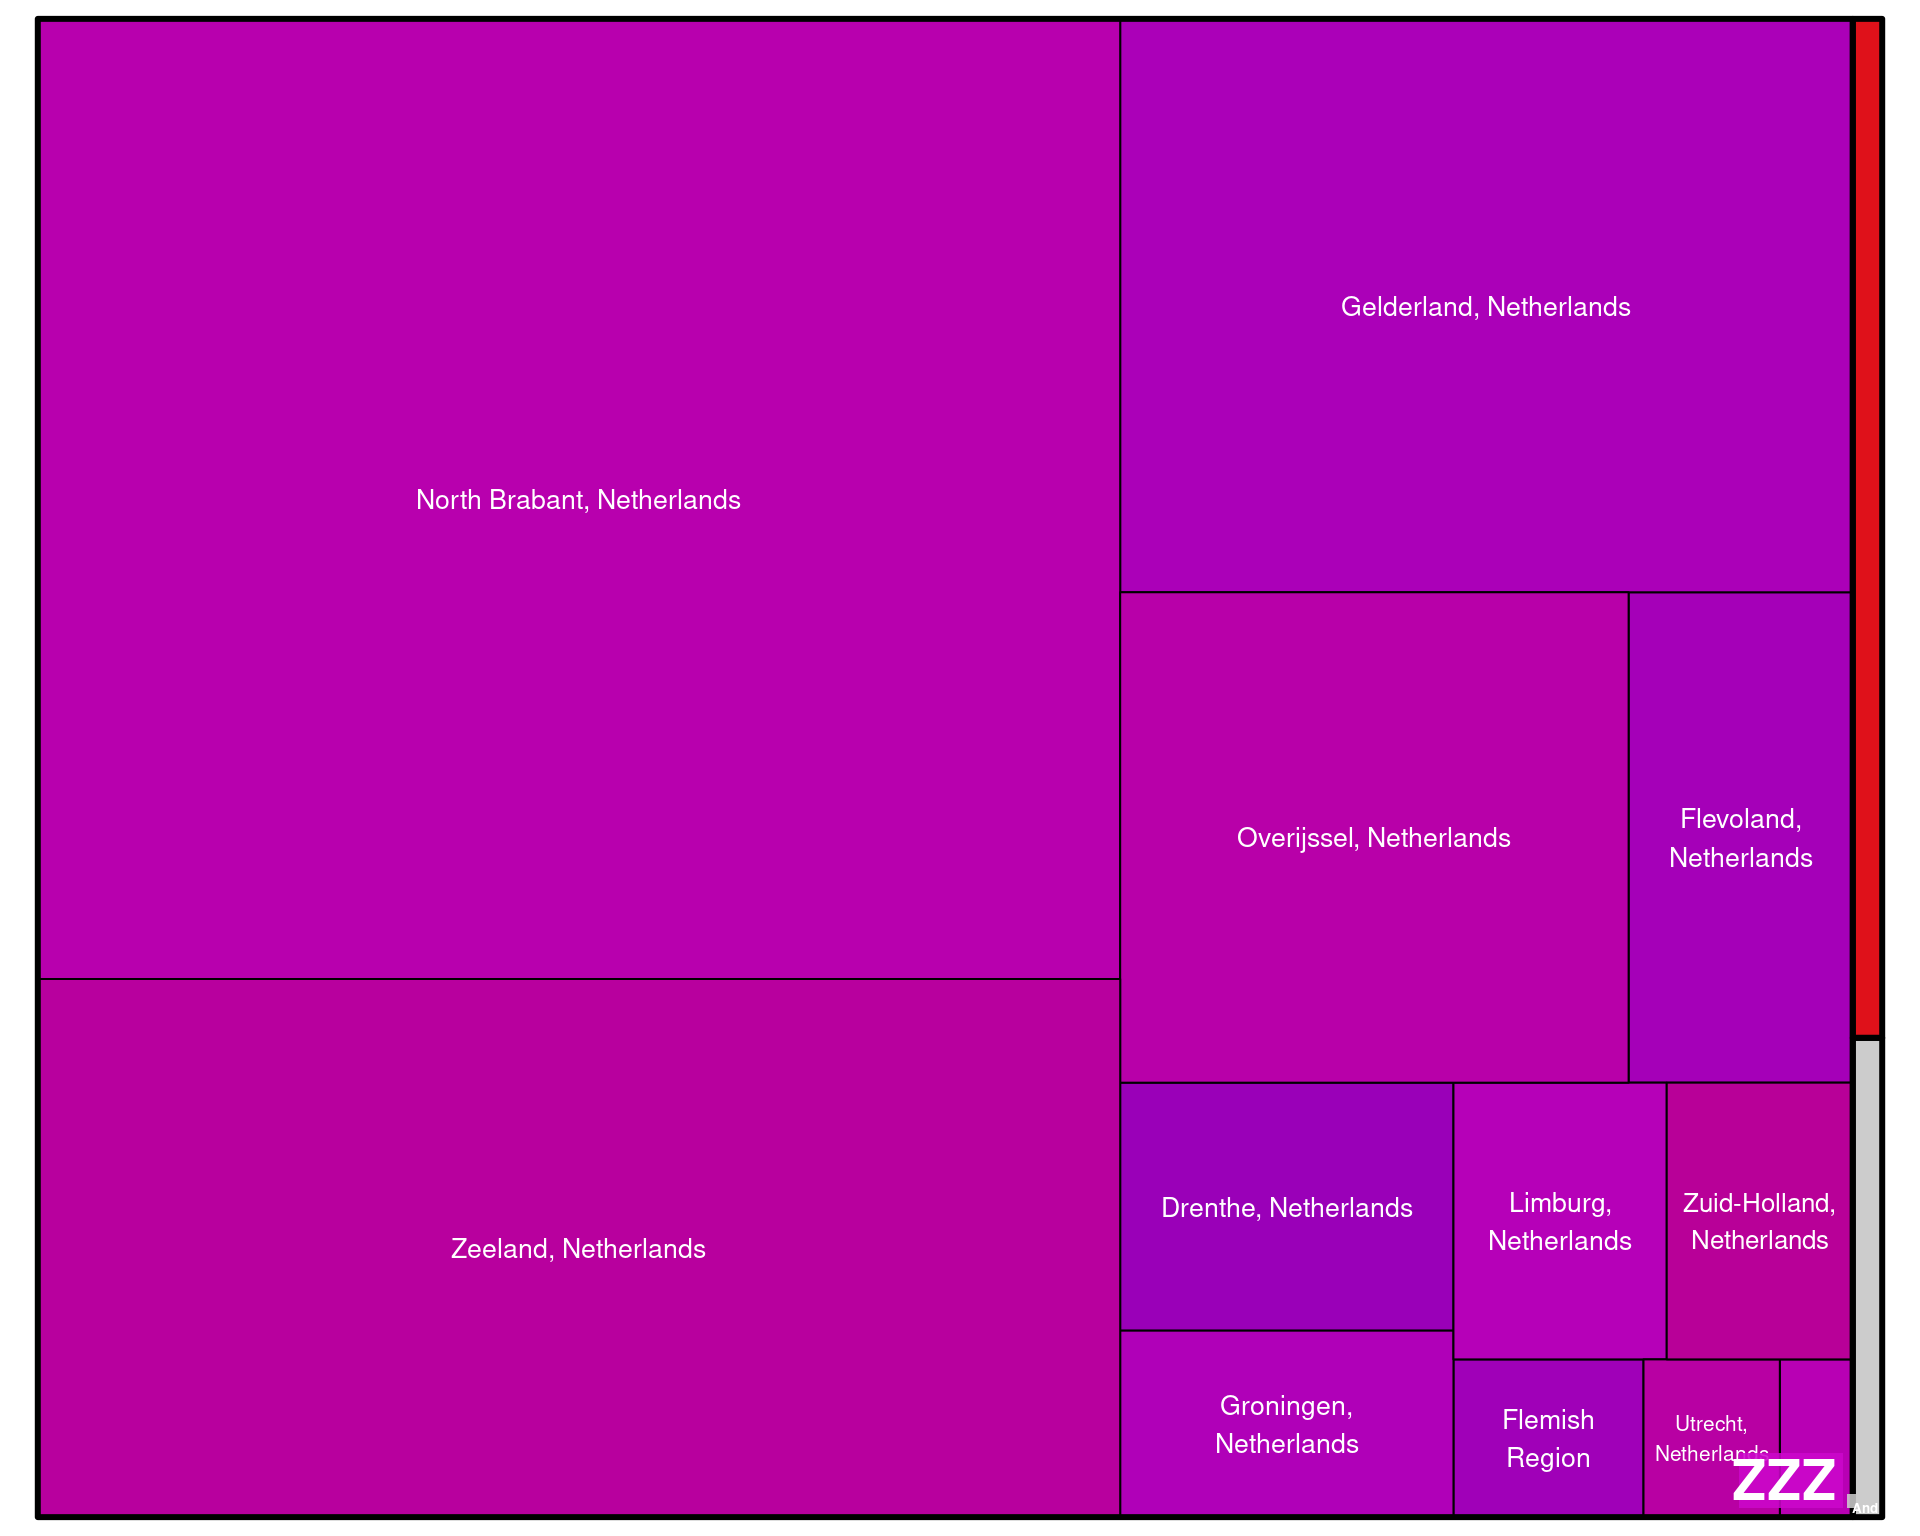 Gelderland, Netherlands
North Brabant, Netherlands
Flevoland,
Netherlands
Overijssel, Netherlands
Drenthe, Netherlands
Limburg,
Netherlands
Zuid-Holland,
Netherlands
Zeeland, Netherlands
Groningen,
Netherlands
Flemish
Region
Utrecht,
Netherlands
ZZZ
And